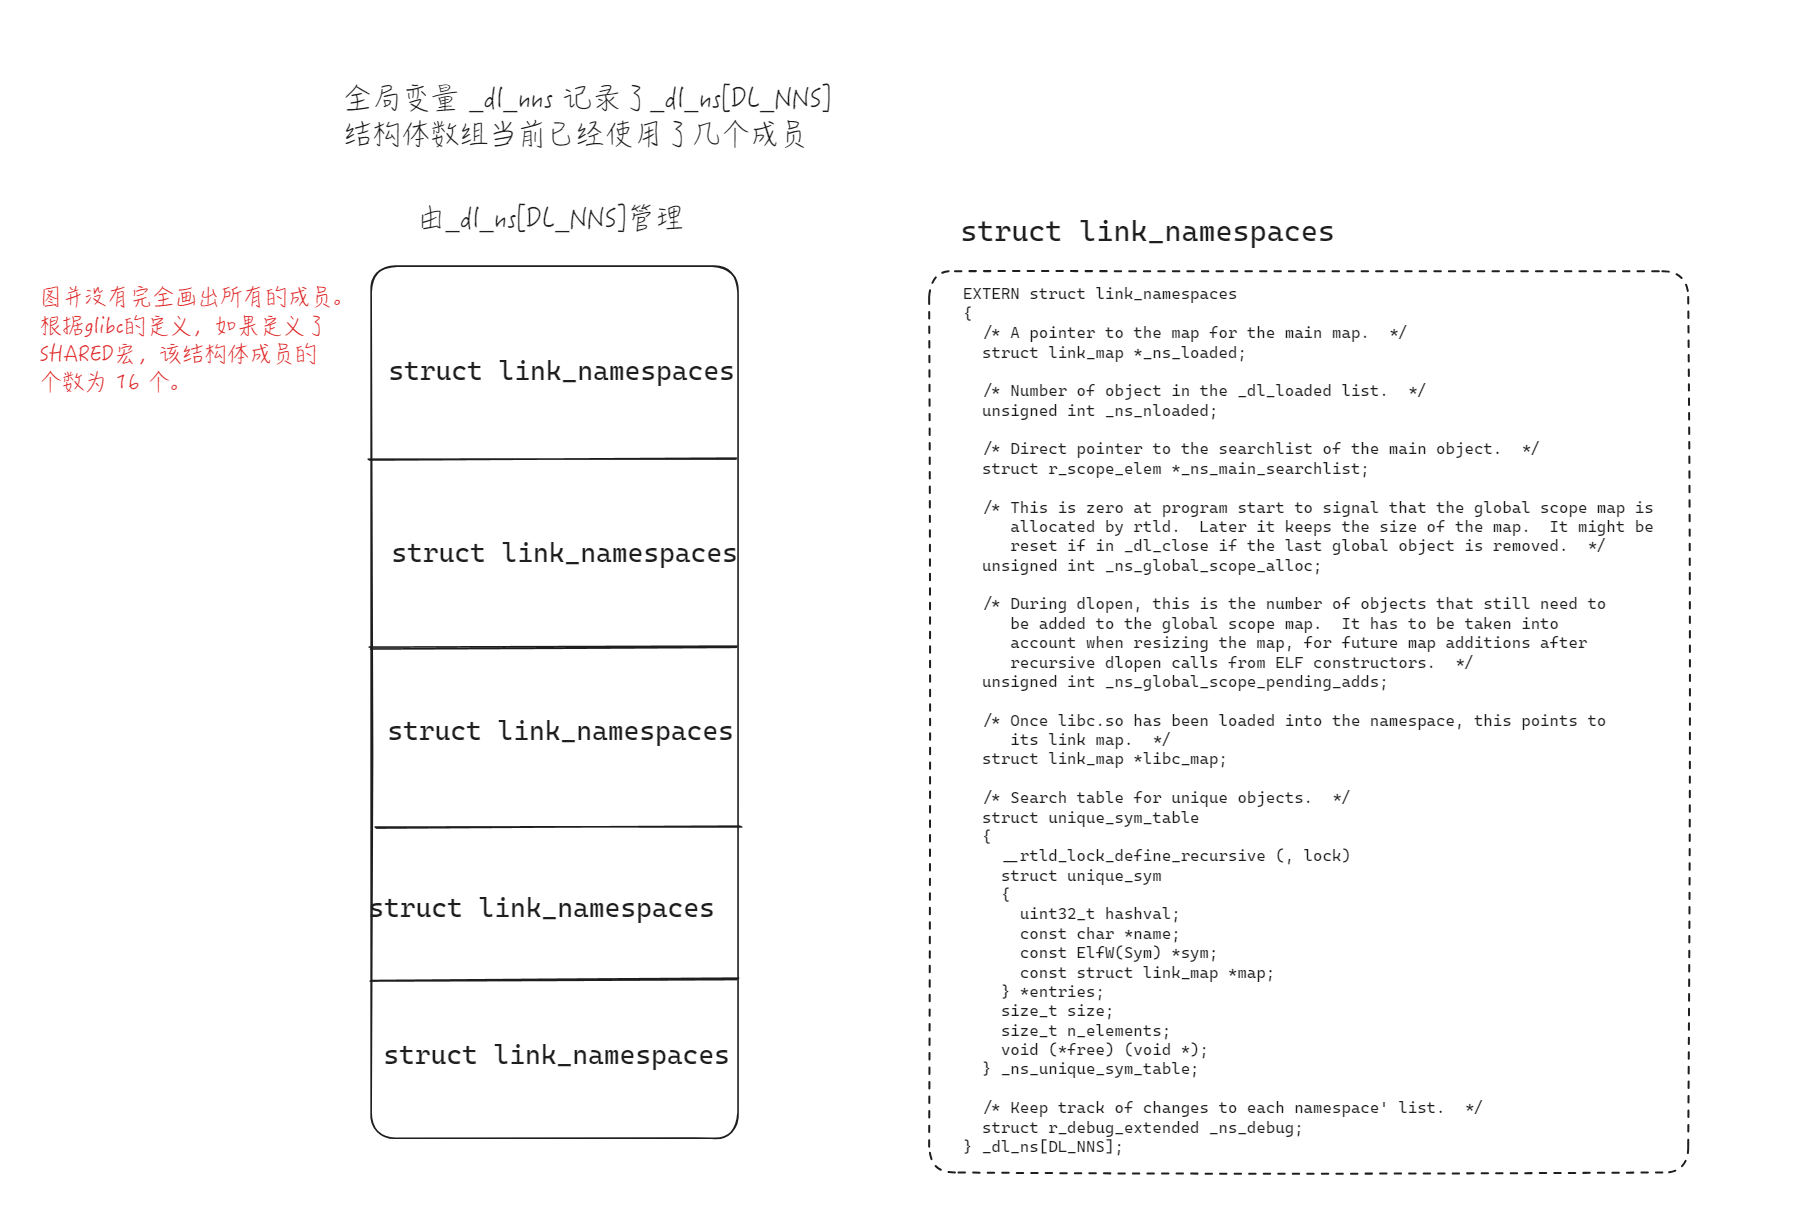 全局变量 _dl_nns 记录了_dl_ns[DL_NNS]
结构体数组当前已经使用了几个成员
由_dl_ns[DL_NNS]管理
图并没有完全画出所有的成员。
根据glibc的定义，如果定义了
SHARED宏，该结构体成员的
个数为 16 个。
struct link_namespaces
struct link_namespaces
struct link_namespaces
struct link_namespaces
struct link_namespaces
struct link_namespaces
EXTERN struct link_namespaces
{
  /* A pointer to the map for the main map.  */
  struct link_map *_ns_loaded;

  /* Number of object in the _dl_loaded list.  */
  unsigned int _ns_nloaded;

  /* Direct pointer to the searchlist of the main object.  */
  struct r_scope_elem *_ns_main_searchlist;

  /* This is zero at program start to signal that the global scope map is
     allocated by rtld.  Later it keeps the size of the map.  It might be
     reset if in _dl_close if the last global object is removed.  */
  unsigned int _ns_global_scope_alloc;

  /* During dlopen, this is the number of objects that still need to
     be added to the global scope map.  It has to be taken into
     account when resizing the map, for future map additions after
     recursive dlopen calls from ELF constructors.  */
  unsigned int _ns_global_scope_pending_adds;

  /* Once libc.so has been loaded into the namespace, this points to
     its link map.  */
  struct link_map *libc_map;

  /* Search table for unique objects.  */
  struct unique_sym_table
  {
    __rtld_lock_define_recursive (, lock)
    struct unique_sym
    {
      uint32_t hashval;
      const char *name;
      const ElfW(Sym) *sym;
      const struct link_map *map;
    } *entries;
    size_t size;
    size_t n_elements;
    void (*free) (void *);
  } _ns_unique_sym_table;

  /* Keep track of changes to each namespace' list.  */
  struct r_debug_extended _ns_debug;
} _dl_ns[DL_NNS];